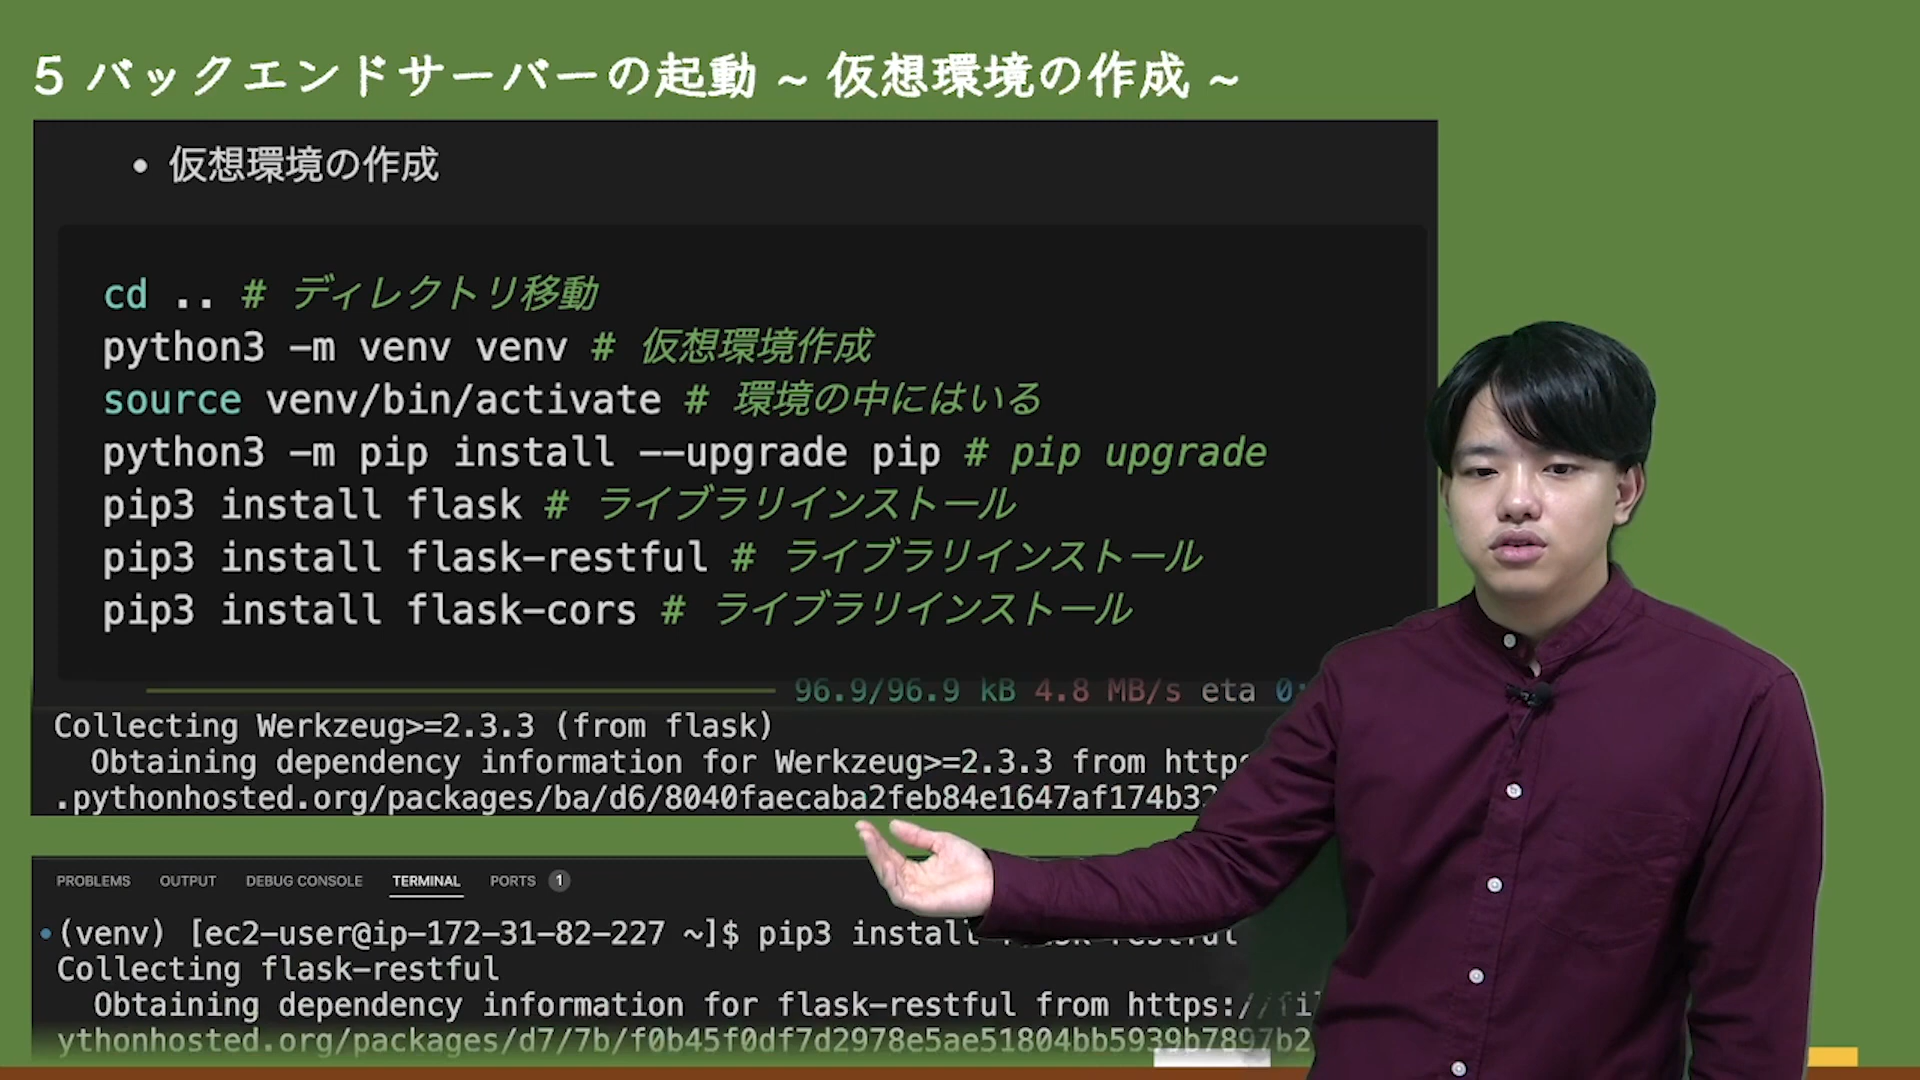 5 バックエンドサーバーの起動 ~ 仮想環境の作成 ~
• 仮想環境の作成
cd .. # ディレクトリ移動
python3 -m venv venv # 仮想環境作成
source venv/bin/activate # 環境の中にはいる
python3 -m pip install --upgrade pip # pip upgrade
pip3 install flask # ライブラリインストール
pip3 install flask-restful # ライブラリインストール
pip3 install flask-cors # ライブラリインストール
96.9/96.9 kB 4.8 MB/s eta 0:
Collecting Werkzeug>=2.3.3 (from flask)
Obtaining dependency information for Werkzeug>=2.3.3 from https
.pythonhosted.org/packages/ba/d6/8040faecaba2feb84e1647af174b32
PROBLEMS OUTPUT DEBUG CONSOLE TERMINAL PORTS 1
(venv) [ec2-user@ip-172-31-82-227 ~]$ pip3 install flask-restful
Collecting flask-restful
Obtaining dependency information for flask-restful from https://fil
ythonhosted.org/packages/d7/7b/f0b45f0df7d2978e5ae51804bb5939b7897b2